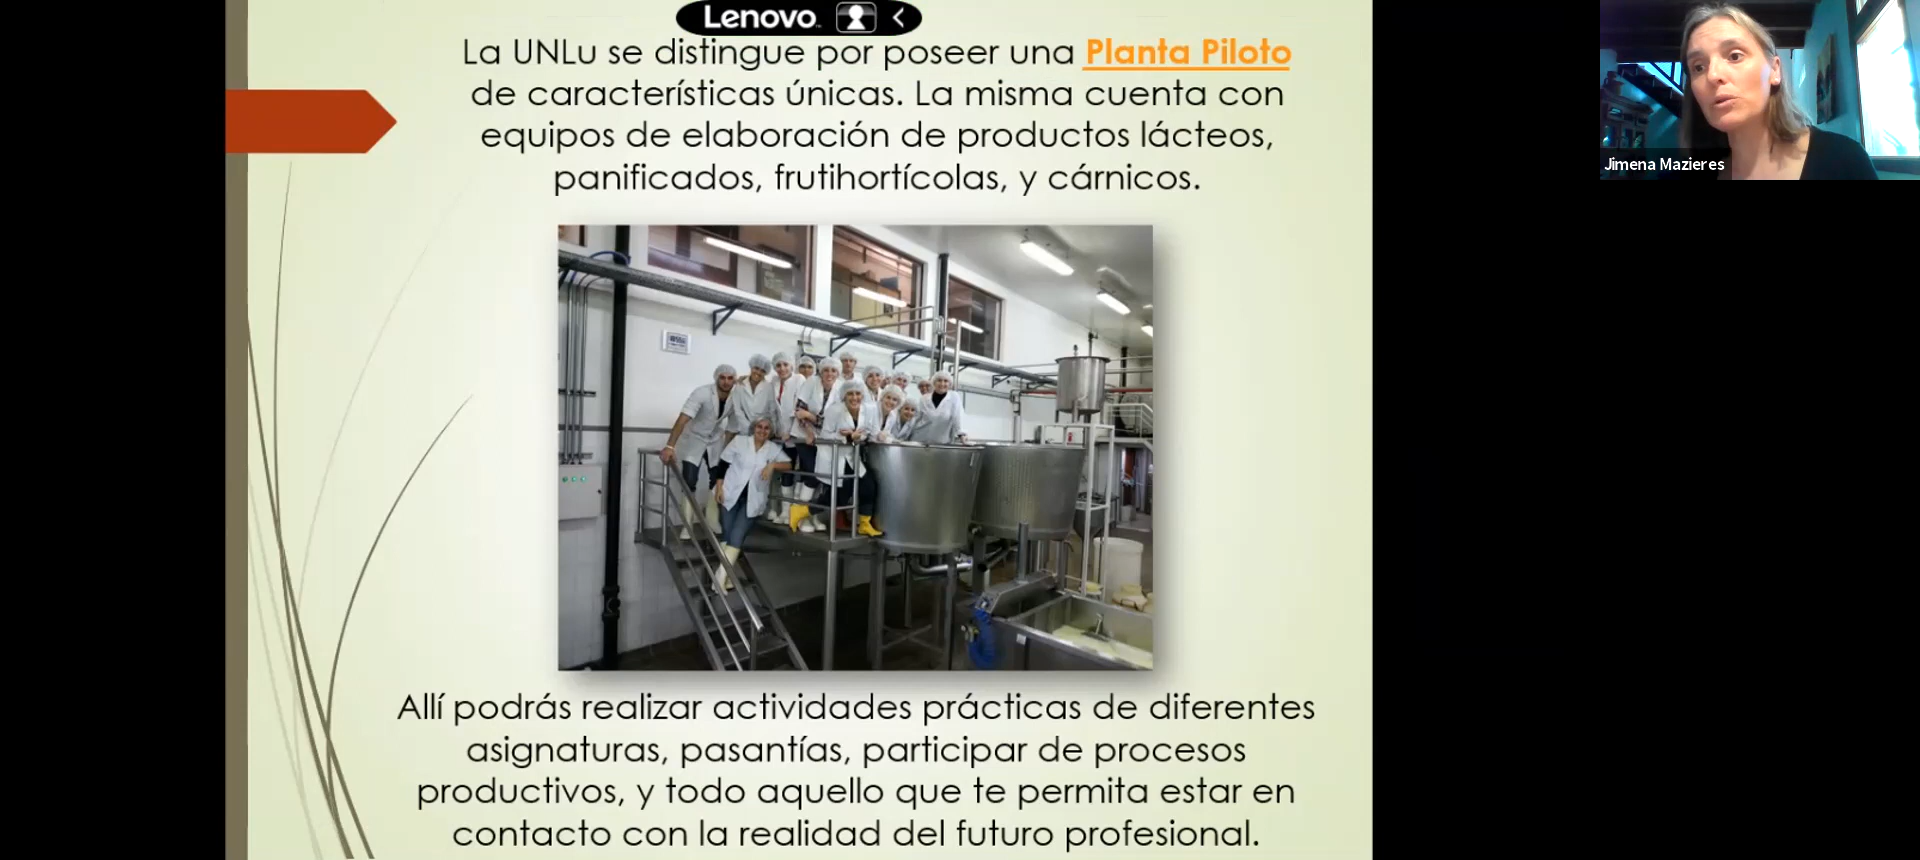 Lenovo
La UNLu se distingue por poseer una Planta Piloto
de características únicas. La misma cuenta con
equipos de elaboración de productos lácteos,
panificados, frutihortícolas, y cárnicos.
Jimena Mazieres
Allí podrás realizar actividades prácticas de diferentes
asignaturas, pasantías, participar de procesos
productivos, y todo aquello que te permita estar en
contacto con la realidad del futuro profesional.